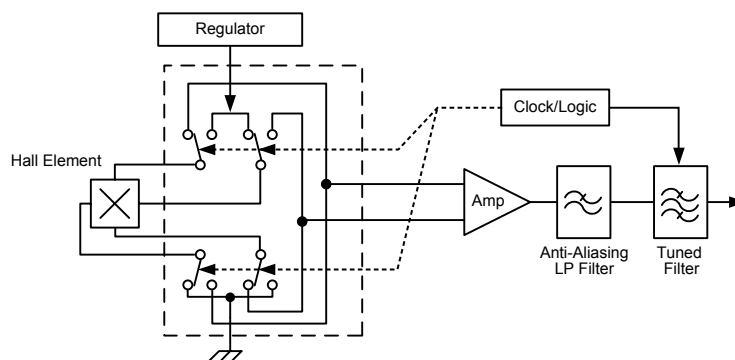 Regulator
Clock/Logic
Hall Element
Amp
Anti-Aliasing
LP Filter
Tuned
Filter